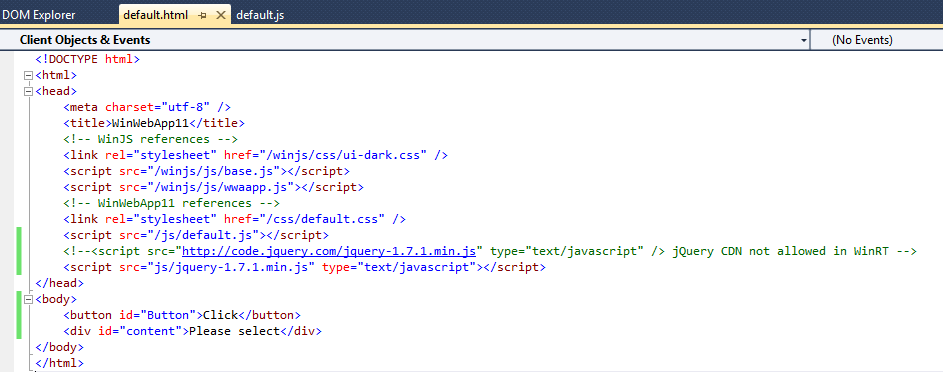 DOM Explorer default.html default.js
Client Objects & Events (No Events)
<!DOCTYPE html>
<html>
<head>
<meta charset="utf-8" />
<title>WinWebApp11</title>
<!-- WinJS references -->
<link rel="stylesheet" href="/winjs/css/ui-dark.css" />
<script src="/winjs/js/base.js"></script>
<script src="/winjs/js/wwaapp.js"></script>
<!-- WinWebApp11 references -->
<link rel="stylesheet" href="/css/default.css" />
<script src="/js/default.js"></script>
<!--<script src="http://code.jquery.com/jquery-1.7.1.min.js" type="text/javascript" /> jQuery CDN not allowed in WinRT -->
<script src="js/jquery-1.7.1.min.js" type="text/javascript"></script>
</head>
<body>
<button id="Button">Click</button>
<div id="content">Please select</div>
</body>
</html>